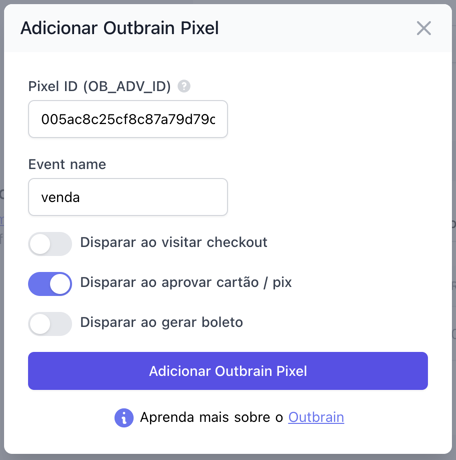 Adicionar Outbrain Pixel
Pixel ID (OB_ADV_ID) ?
005ac8c25cf8c87a79d79c
Event name
venda
Disparar ao visitar checkout
Disparar ao aprovar cartão / pix
Disparar ao gerar boleto
Adicionar Outbrain Pixel
Aprenda mais sobre o Outbrain